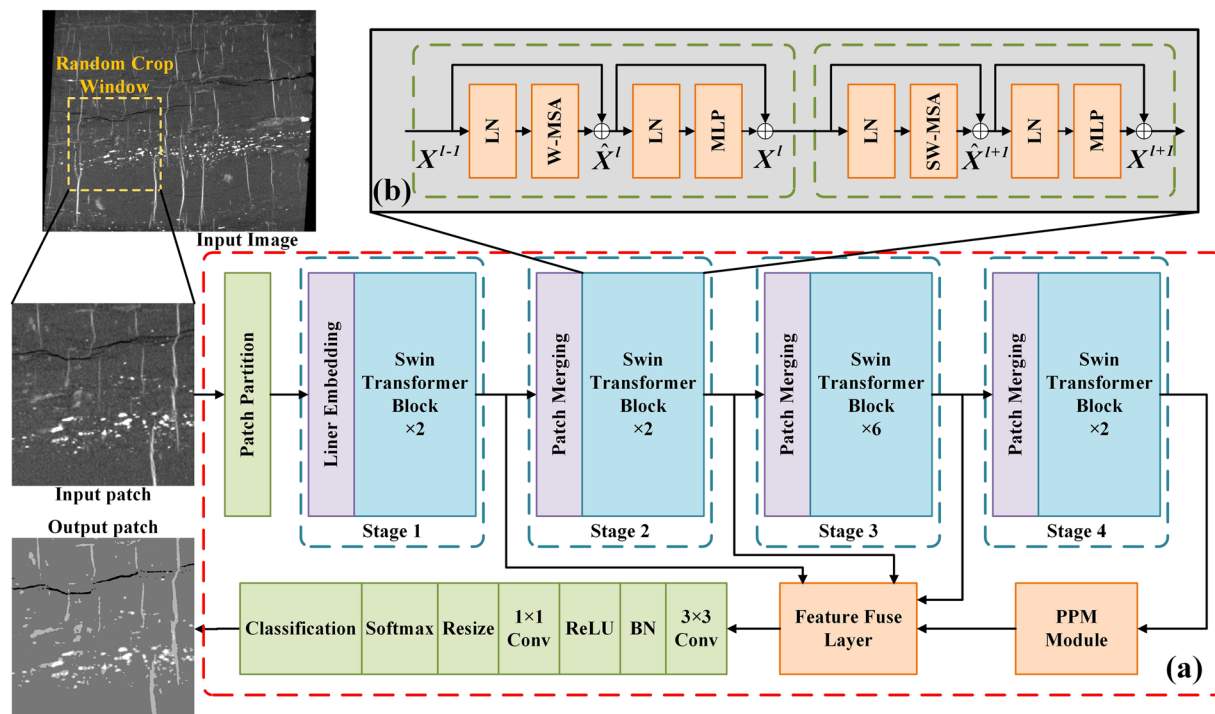 Random Crop
Window
Input Image
LN
W-MSA
LN
MLP
LN
SW-MSA
LN
MLP
X^{l-1}
X̂^{l}
X^{l}
X̂^{l+1}
X^{l+1}
(b)
Input patch
Patch Partition
Liner Embedding
Swin
Transformer
Block
×2
Stage 1
Patch Merging
Swin
Transformer
Block
×2
Stage 2
Patch Merging
Swin
Transformer
Block
×6
Stage 3
Patch Merging
Swin
Transformer
Block
×2
Stage 4
Output patch
Classification
Softmax
Resize
1×1
Conv
ReLU
BN
3×3
Conv
Feature Fuse
Layer
PPM
Module
(a)